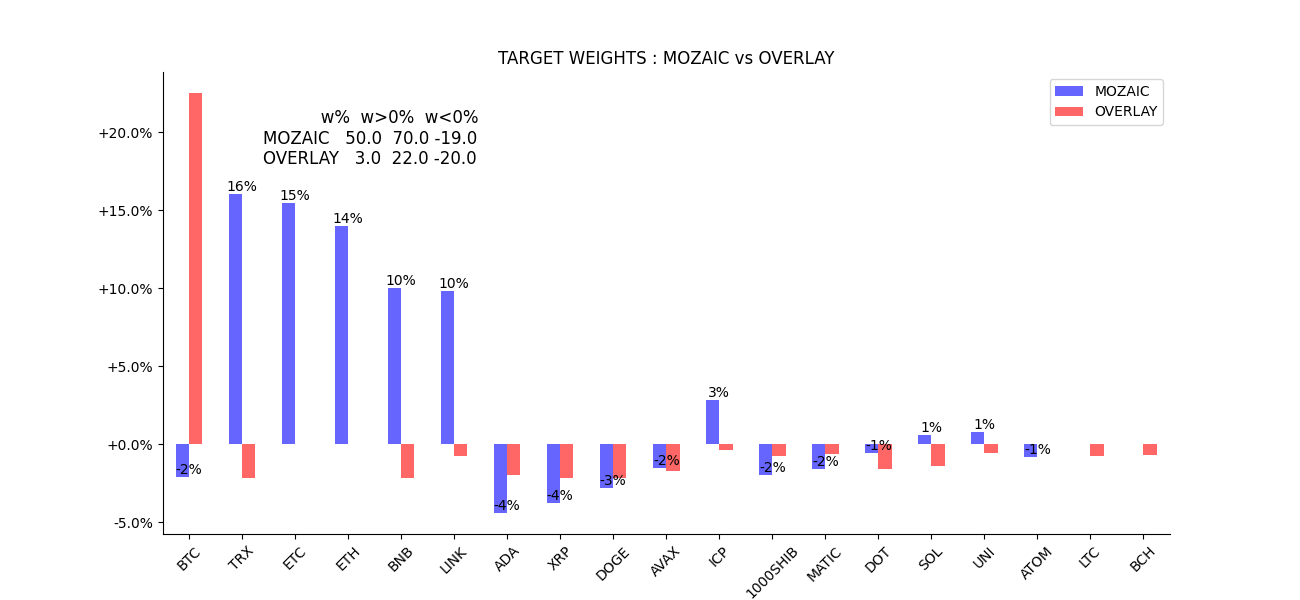 TARGET WEIGHTS : MOZAIC vs OVERLAY
MOZAIC
OVERLAY
w% w>0% w<0%
MOZAIC 50.0 70.0 -19.0
OVERLAY 3.0 22.0 -20.0
+20.0%
+15.0%
+10.0%
+5.0%
+0.0%
-5.0%
-2%
16%
15%
14%
10%
10%
-4%
-4%
-3%
-2%
3%
-2%
-2%
-1%
1%
1%
-1%
BTC
TRX
ETC
ETH
BNB
LINK
ADA
XRP
DOGE
AVAX
ICP
1000SHIB
MATIC
DOT
SOL
UNI
ATOM
LTC
BCH